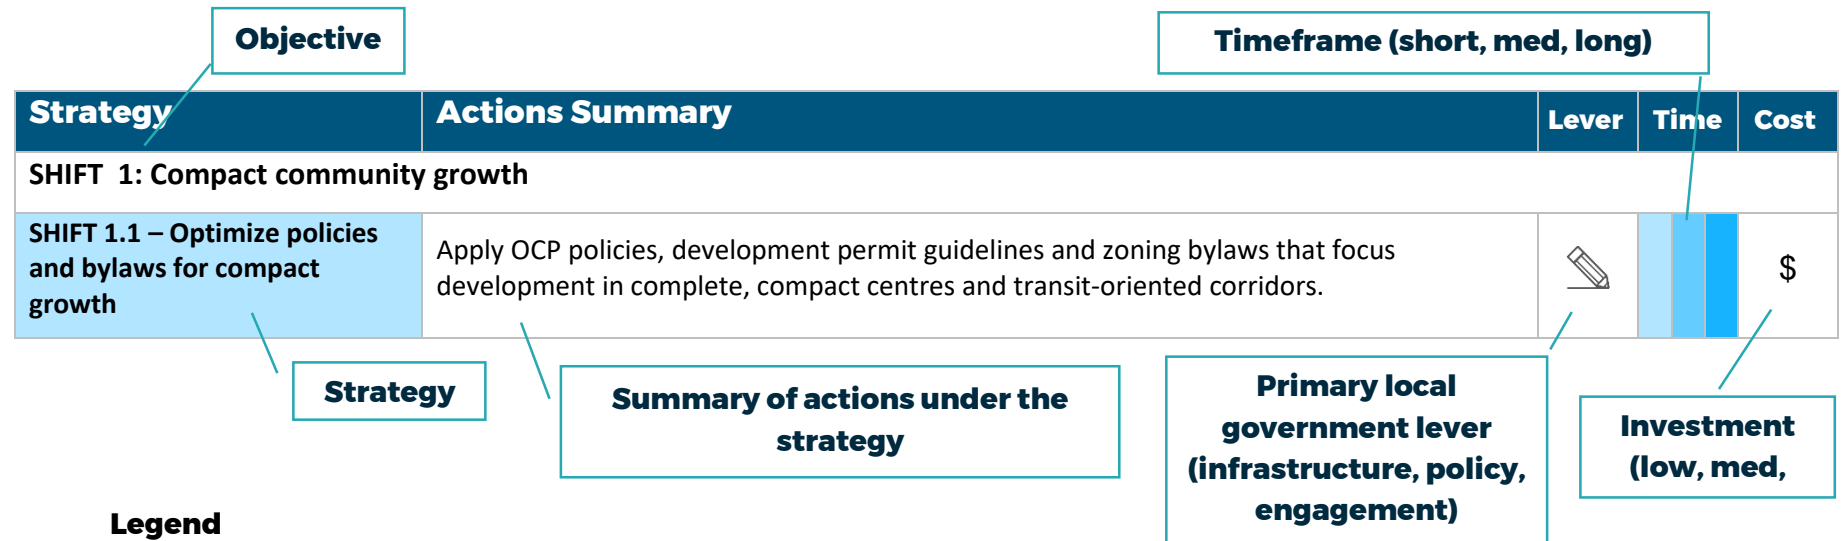 Objective
Timeframe (short, med, long)
Strategy
Actions Summary
Lever
Time
Cost
SHIFT 1: Compact community growth
SHIFT 1.1 – Optimize policies
and bylaws for compact
growth
Apply OCP policies, development permit guidelines and zoning bylaws that focus
development in complete, compact centres and transit-oriented corridors.
$
Strategy
Summary of actions under the
strategy
Primary local
government lever
(infrastructure, policy,
engagement)
Investment
(low, med,
Legend